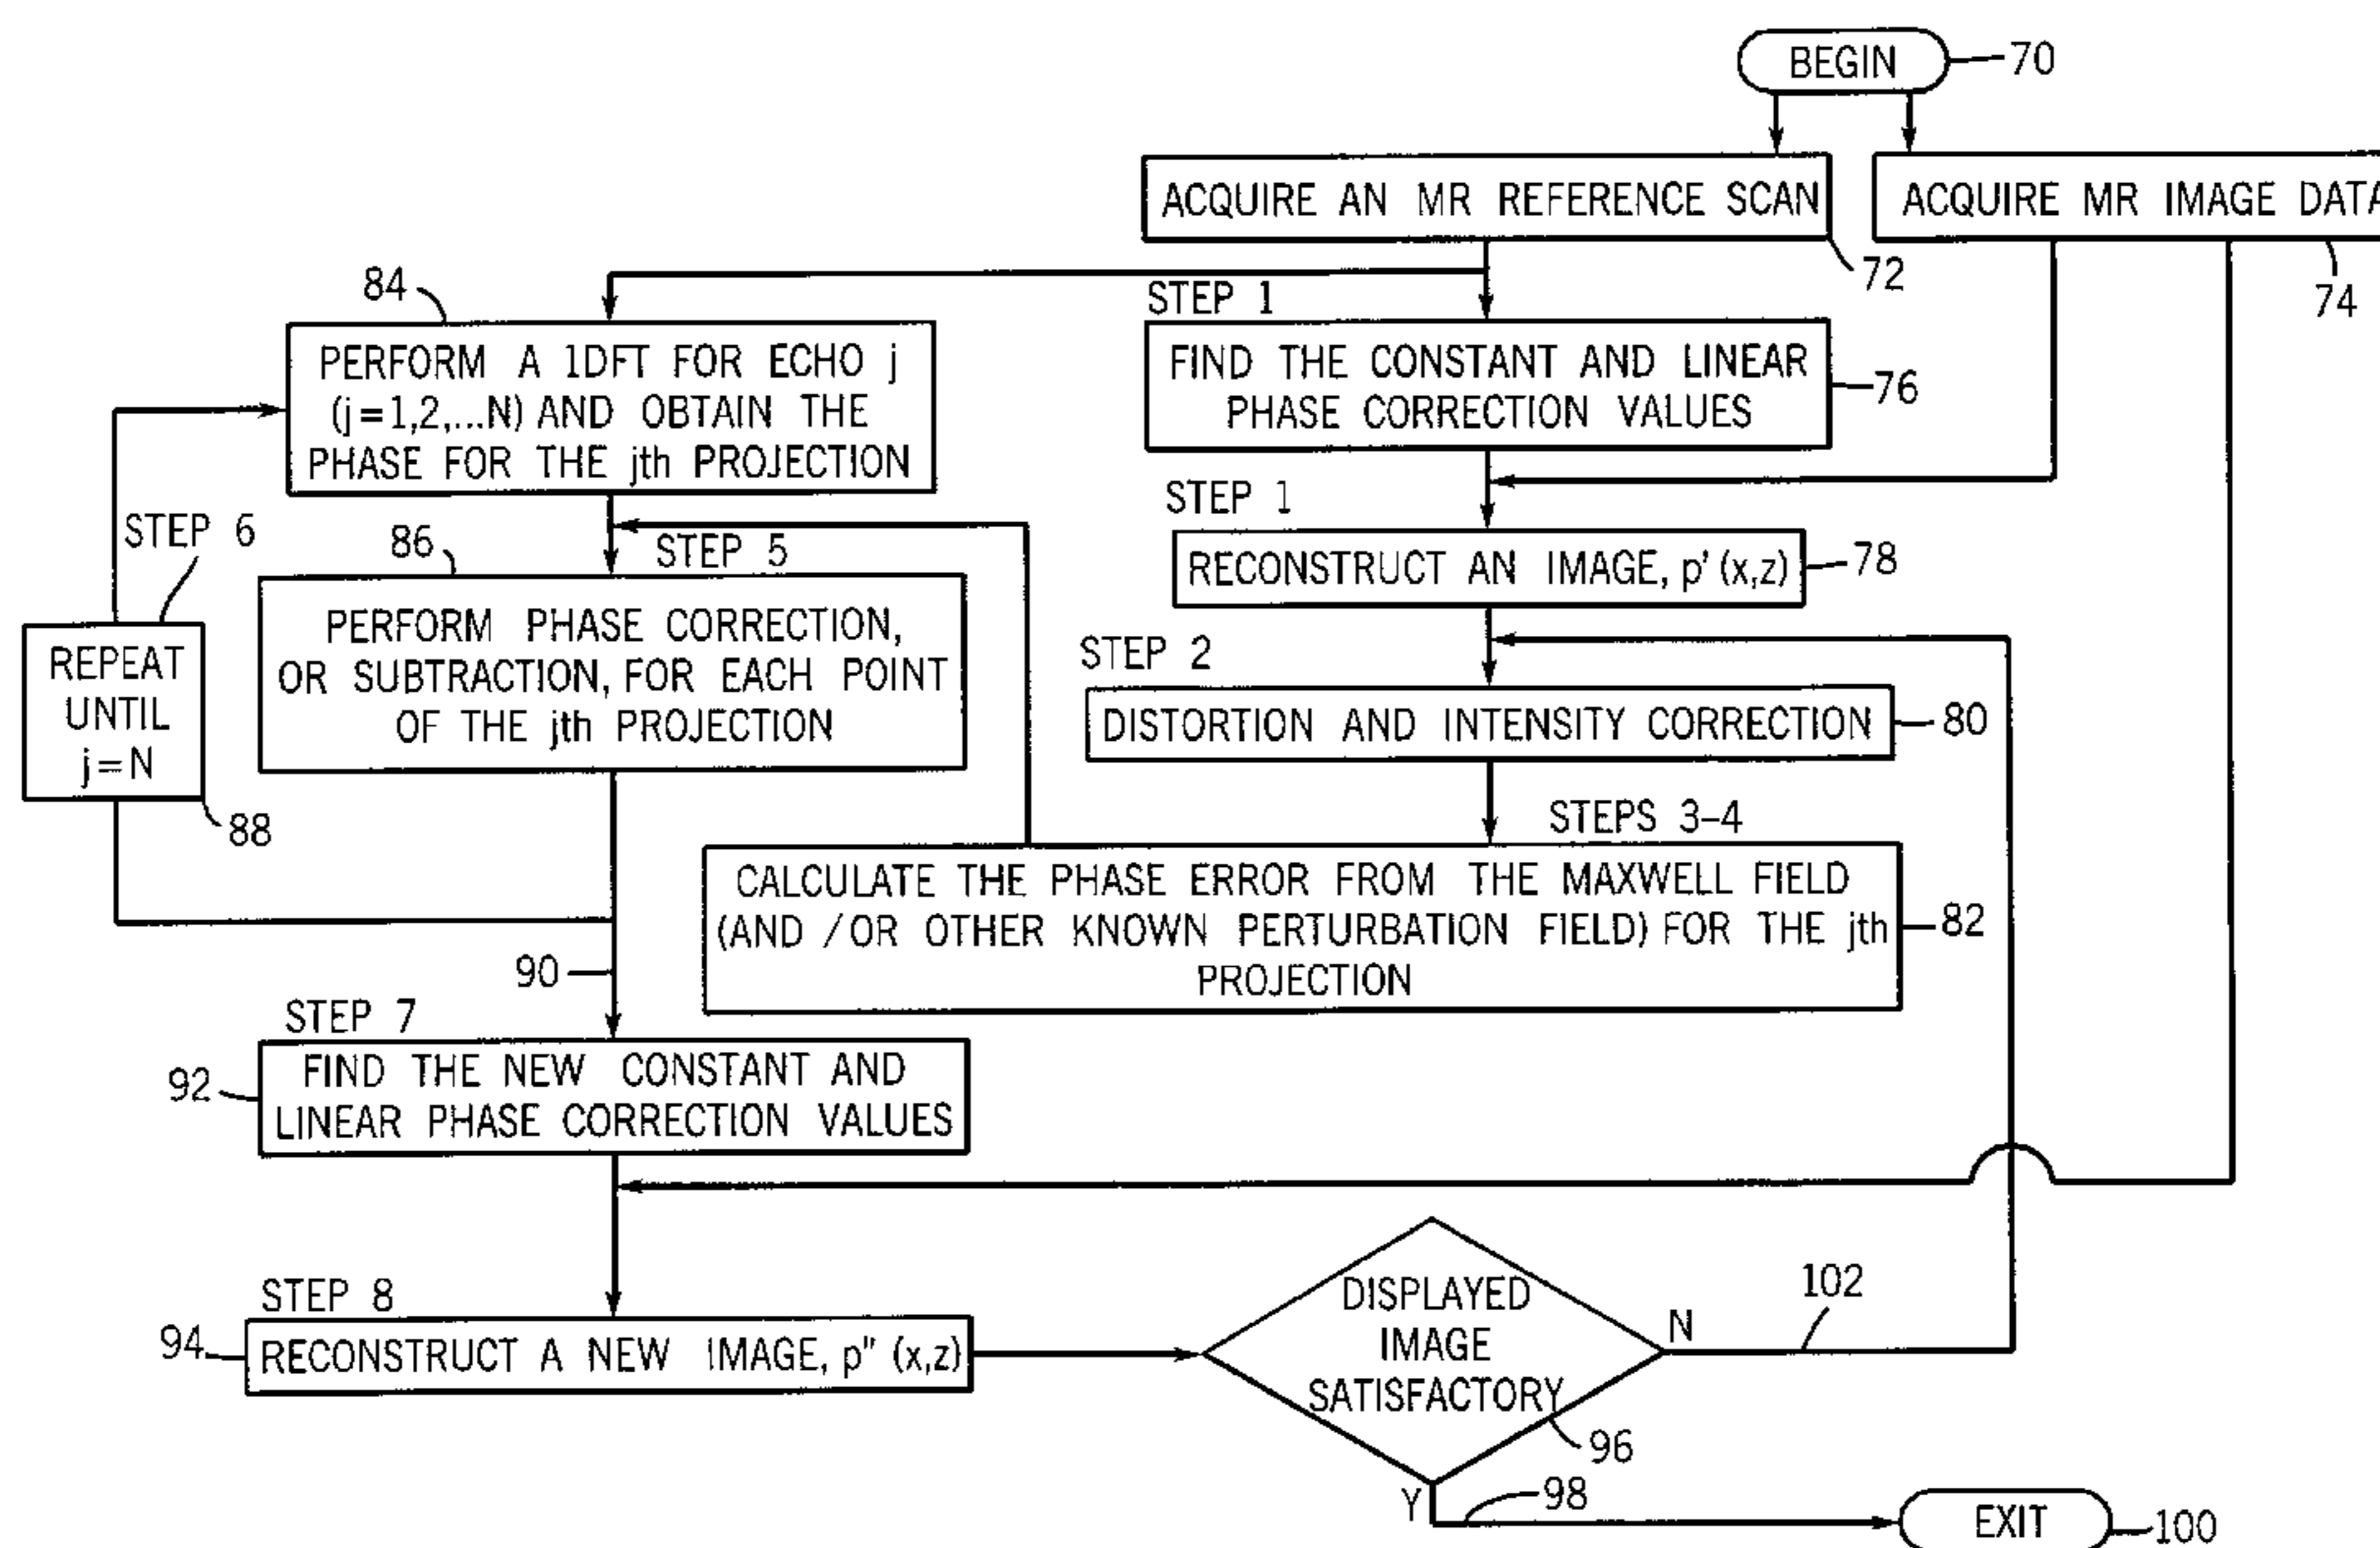 BEGIN
70
ACQUIRE AN MR REFERENCE SCAN
72
ACQUIRE MR IMAGE DATA
74
84
PERFORM A 1DFT FOR ECHO j
(j=1,2,...N) AND OBTAIN THE
PHASE FOR THE jth PROJECTION
STEP 1
FIND THE CONSTANT AND LINEAR
PHASE CORRECTION VALUES
76
STEP 1
RECONSTRUCT AN IMAGE, p' (x,z)
78
STEP 6
REPEAT
UNTIL
j=N
88
86
STEP 5
PERFORM PHASE CORRECTION,
OR SUBTRACTION, FOR EACH POINT
OF THE jth PROJECTION
STEP 2
DISTORTION AND INTENSITY CORRECTION
80
STEPS 3-4
CALCULATE THE PHASE ERROR FROM THE MAXWELL FIELD
(AND /OR OTHER KNOWN PERTURBATION FIELD) FOR THE jth
PROJECTION
82
90
STEP 7
FIND THE NEW CONSTANT AND
LINEAR PHASE CORRECTION VALUES
92
STEP 8
RECONSTRUCT A NEW IMAGE, p" (x,z)
94
DISPLAYED
IMAGE
SATISFACTORY
96
N
102
Y
98
EXIT
100